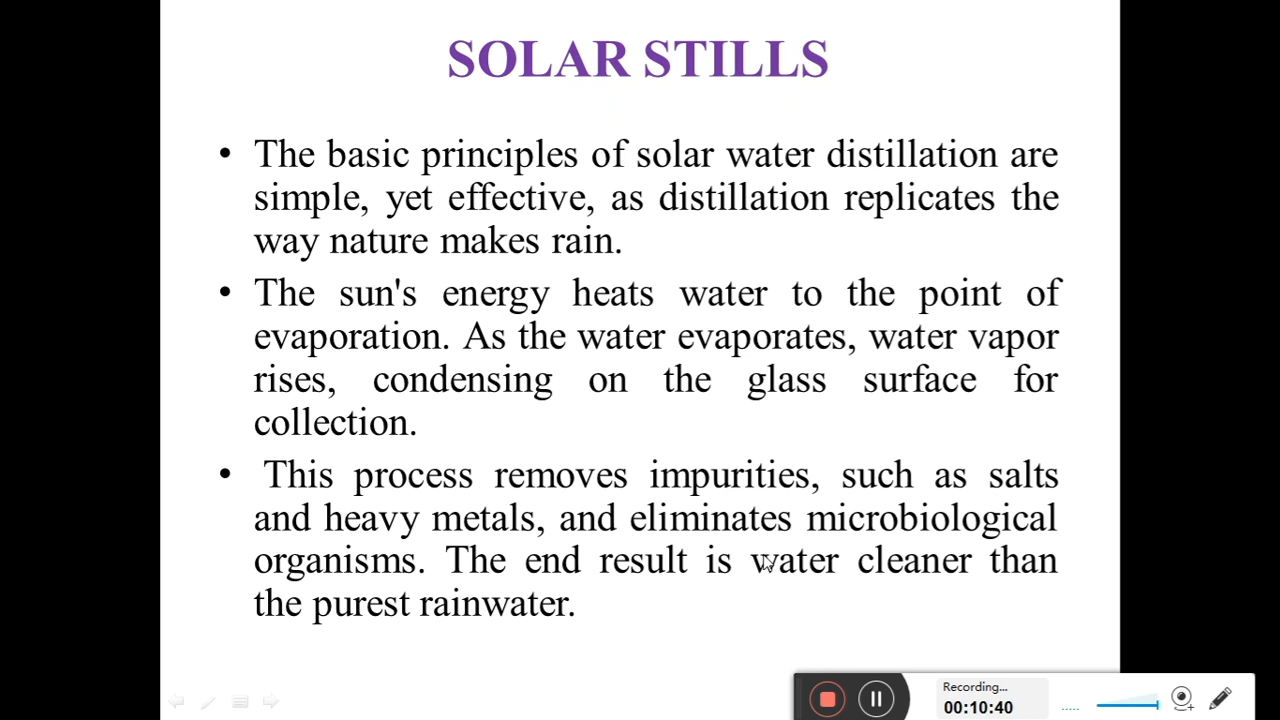 SOLAR STILLS
• The basic principles of solar water distillation are
simple, yet effective, as distillation replicates the
way nature makes rain.
• The sun's energy heats water to the point of
evaporation. As the water evaporates, water vapor
rises, condensing on the glass surface for
collection.
• This process removes impurities, such as salts
and heavy metals, and eliminates microbiological
organisms. The end result is water cleaner than
the purest rainwater.
Recording...
00:10:40